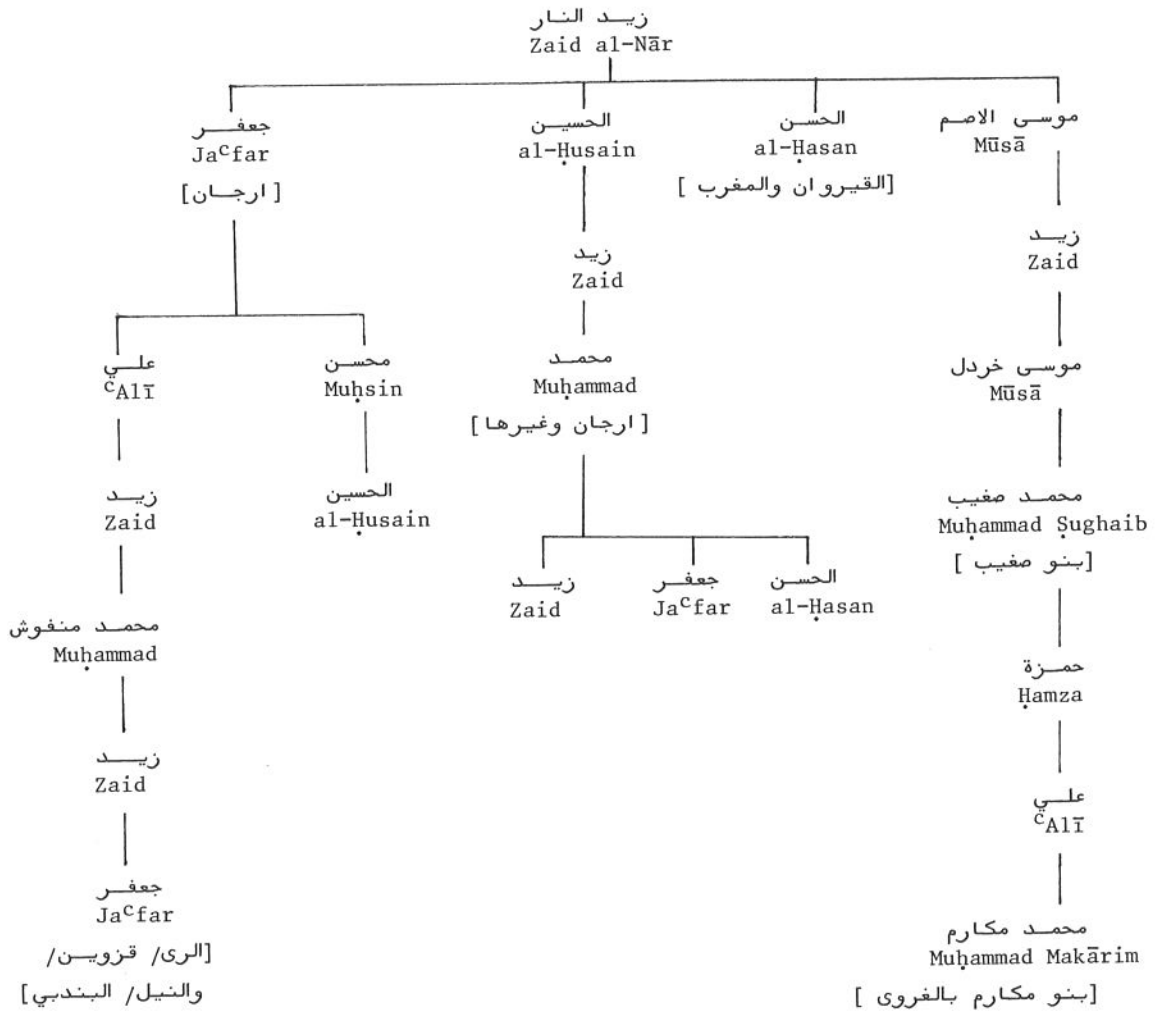 زيد النار
Zaid al-Nār
جعفر
Jaᶜfar
[ارجان]
الحسين
al-Ḥusain
الحسن
al-Ḥasan
[القيروان والمغرب]
موسى الاصم
Mūsā
زيد
Zaid
زيد
Zaid
علي
ᶜAlī
محسن
Muḥsin
محمد
Muḥammad
[ارجان وغيرها]
موسى خردل
Mūsā
زيد
Zaid
الحسين
al-Ḥusain
محمد صغيب
Muḥammad Ṣughaib
[بنو صغيب]
زيد
Zaid
جعفر
Jaᶜfar
الحسن
al-Ḥasan
محمد منفوش
Muḥammad
حمزة
Ḥamza
زيد
Zaid
علي
ᶜAlī
جعفر
Jaᶜfar
[الرى/ قزوين/
والنيل/ البندبي]
محمد مكارم
Muḥammad Makārim
[بنو مكارم بالغروى]